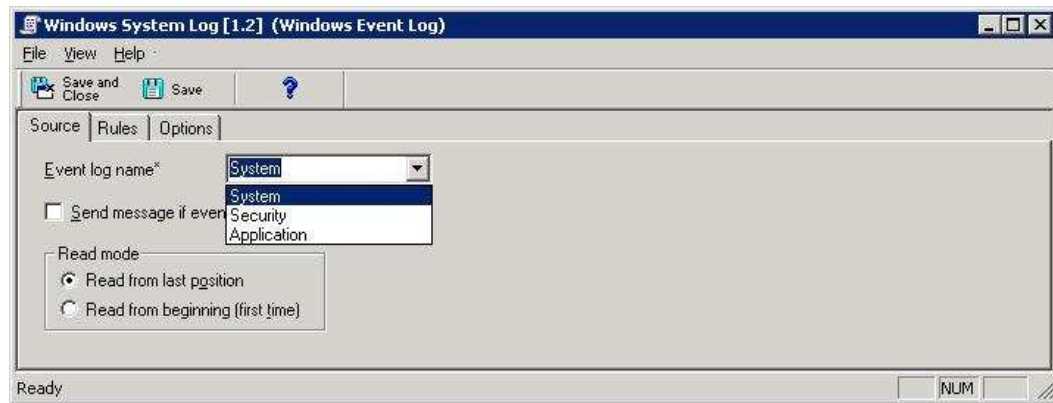 Windows System Log [1.2] (Windows Event Log)
File View Help
Save and Close Save ?
Source Rules Options
Event log name* System
System
Send message if even
Security
Application
Read mode
Read from last position
Read from beginning (first time)
Ready NUM